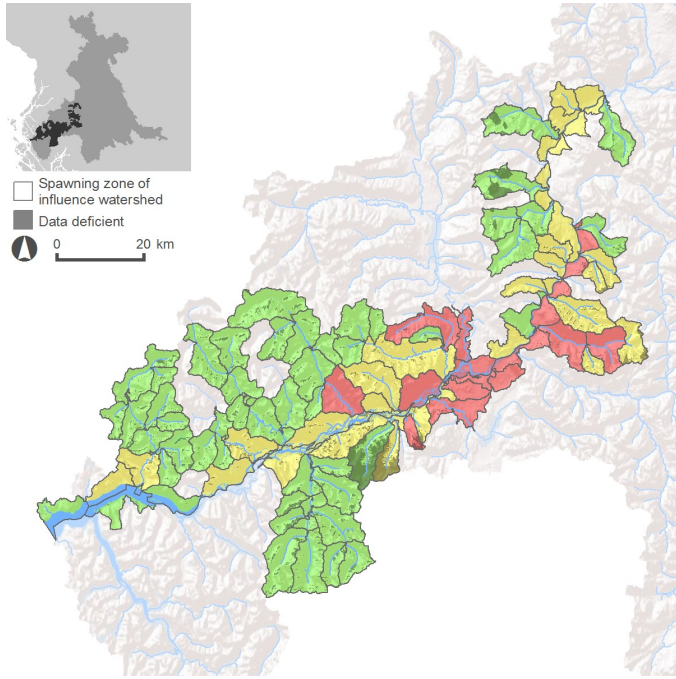 Spawning zone of
influence watershed
Data deficient
0 20 km